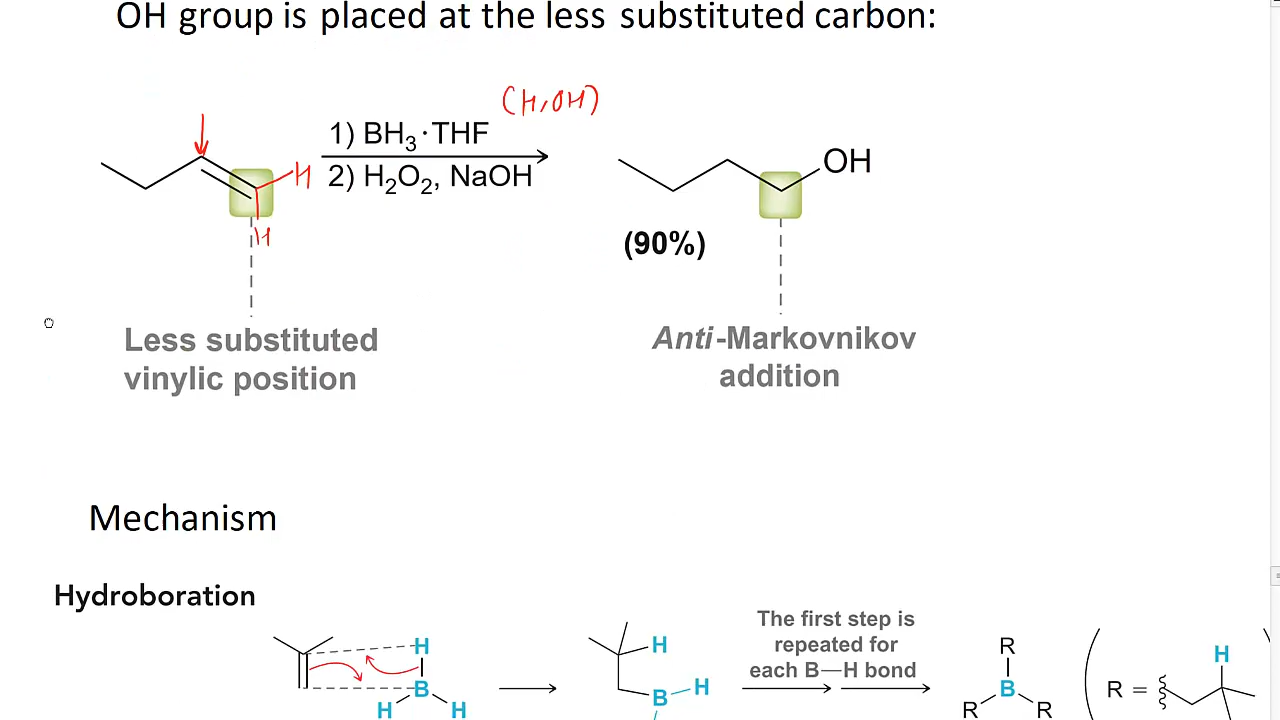 OH group is placed at the less substituted carbon:
(H, OH)
1) BH3·THF
2) H2O2, NaOH
H
H
OH
(90%)
Less substituted
vinylic position
Anti-Markovnikov
addition
Mechanism
Hydroboration
H
B
H
H
H
B
H
The first step is
repeated for
each B—H bond
R
B
R
R
R =
H